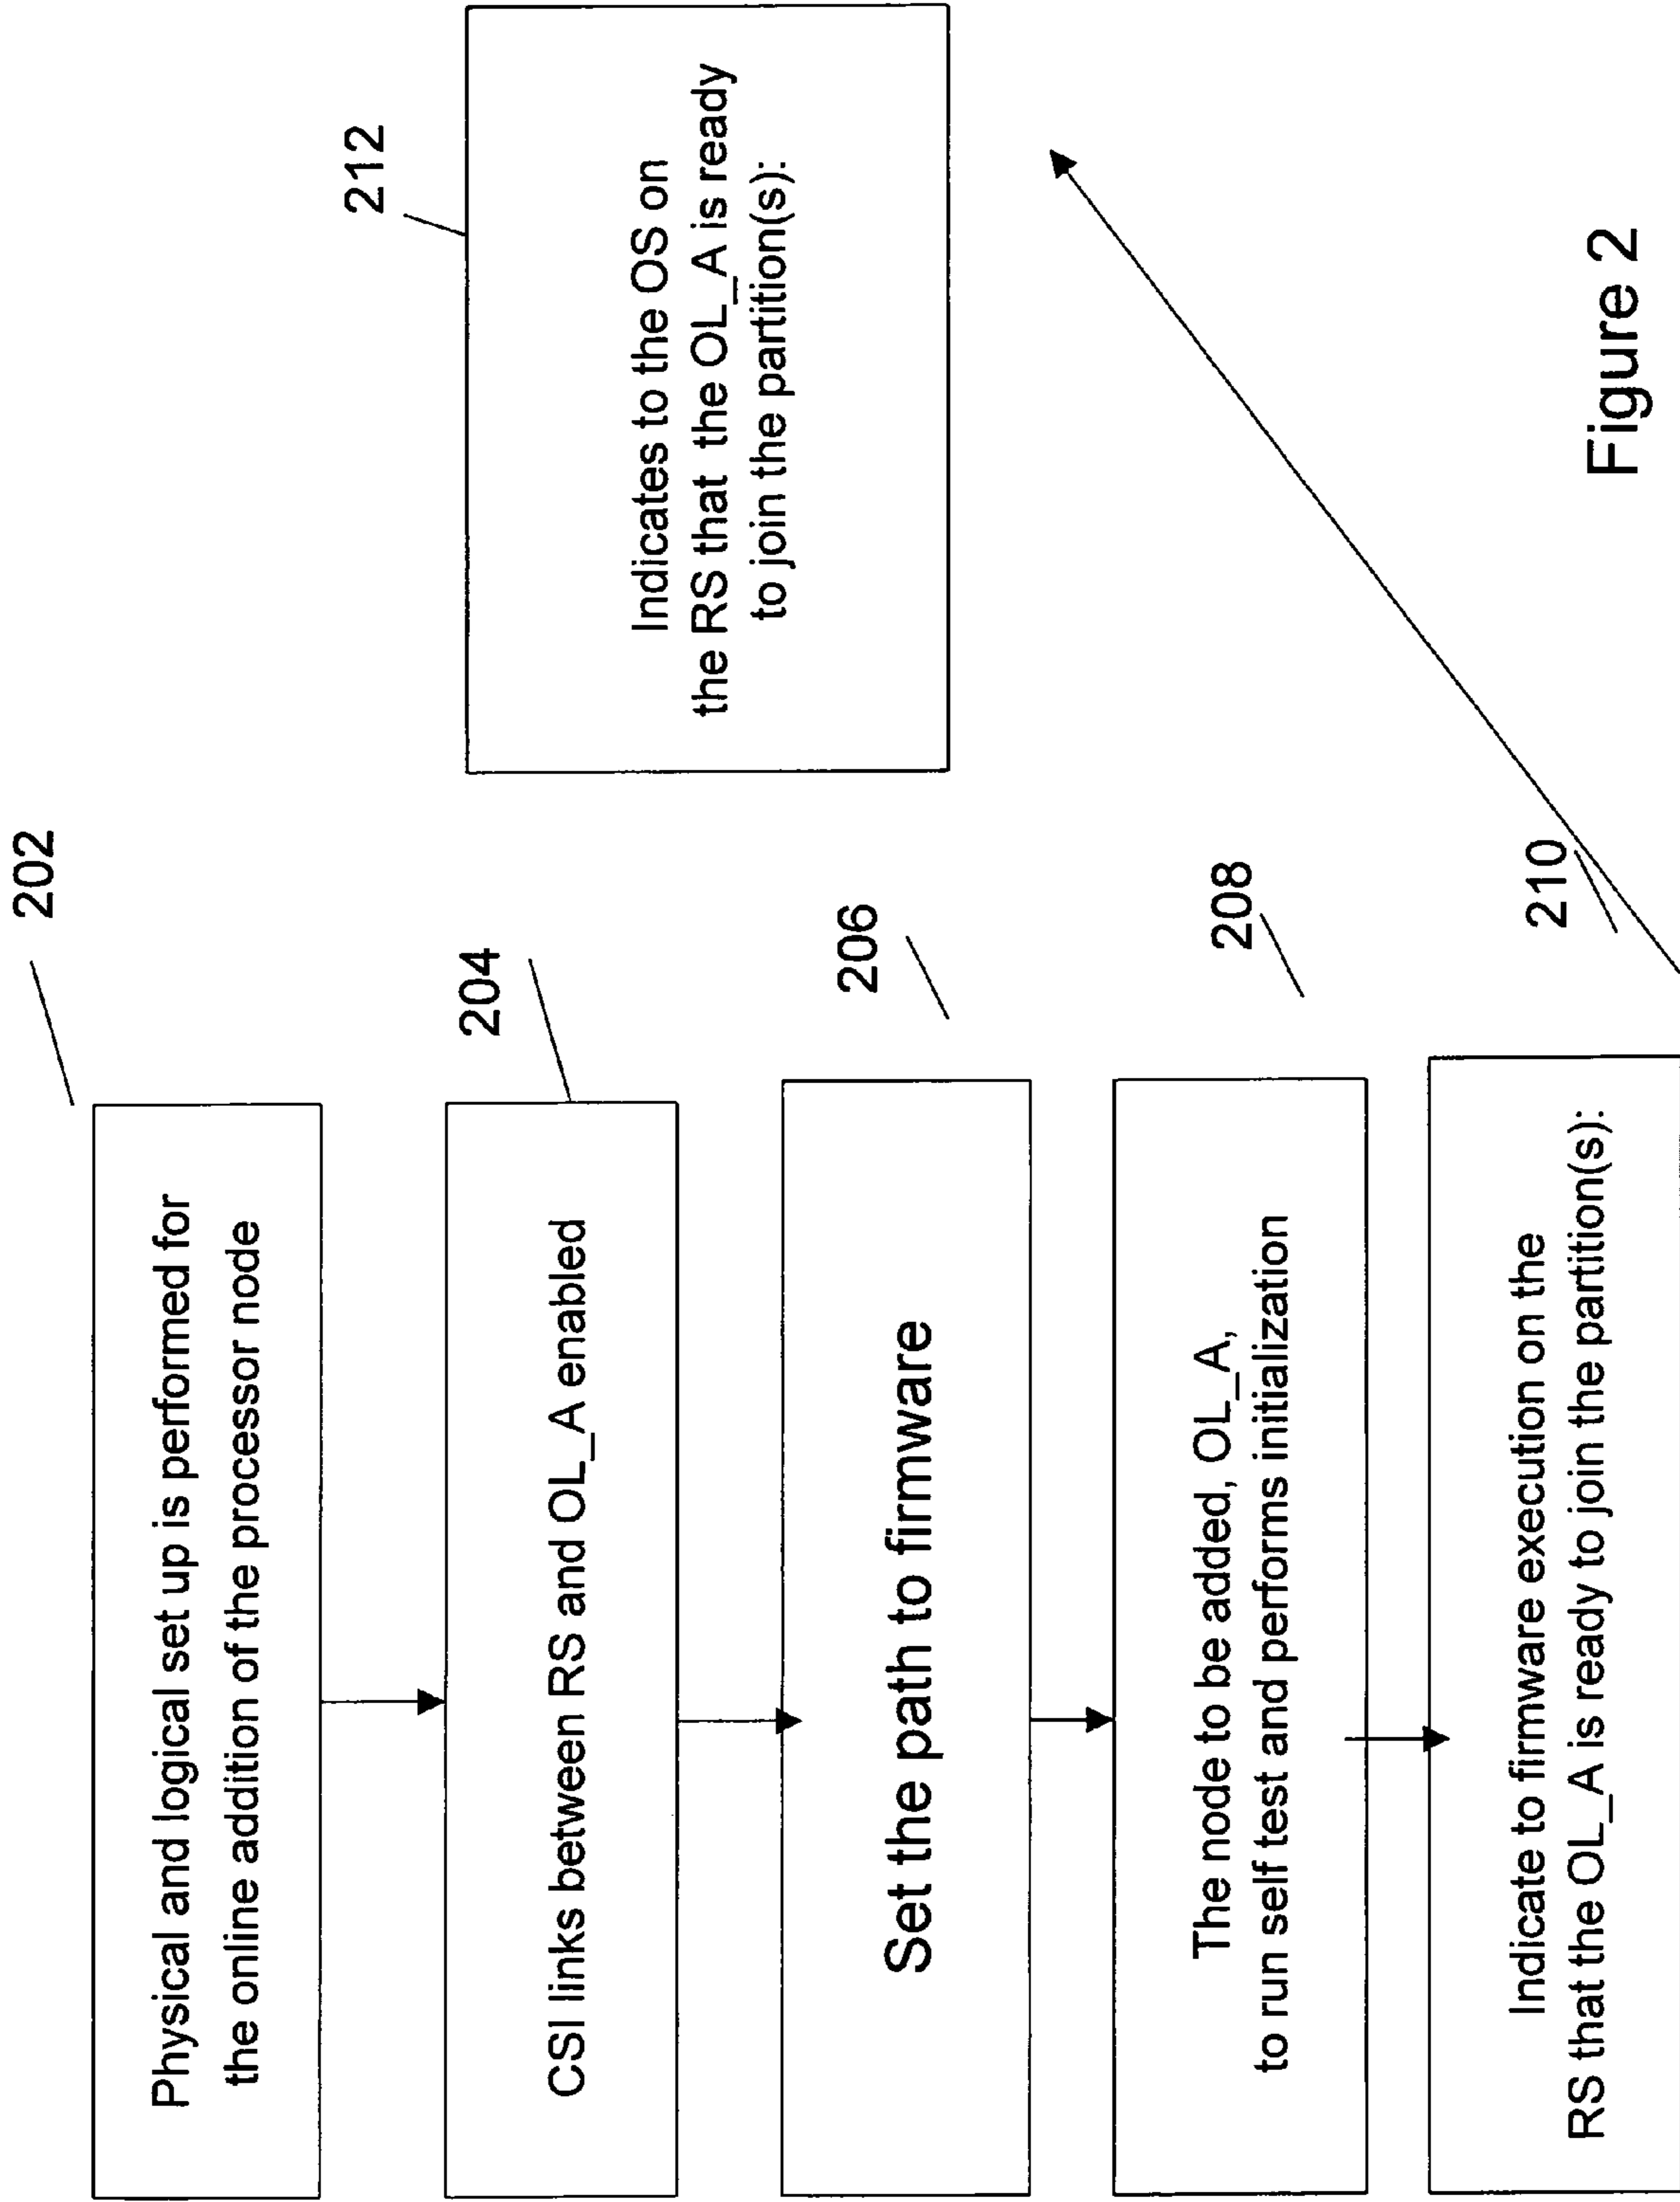 202
Physical and logical set up is performed for
the online addition of the processor node
204
CSI links between RS and OL_A enabled
206
Set the path to firmware
208
The node to be added, OL_A,
to run self test and performs initialization
210
Indicate to firmware execution on the
RS that the OL_A is ready to join the partition(s):
212
Indicates to the OS on
the RS that the OL_A is ready
to join the partition(s):
Figure 2